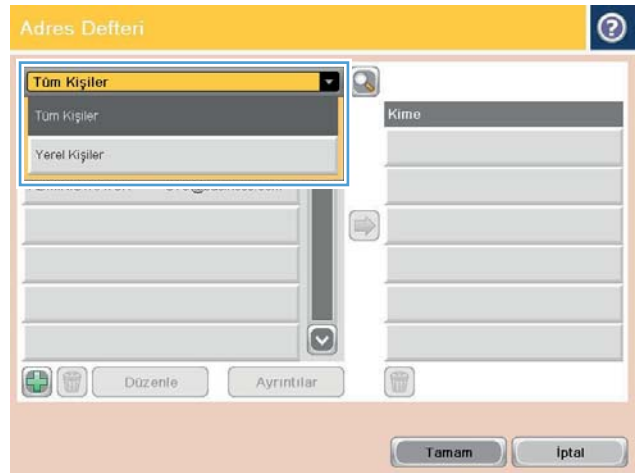 Adres Defteri
?
Tüm Kişiler
Tüm Kişiler
Yerel Kişiler
Kime
Düzenle
Ayrıntılar
Tamam
İptal